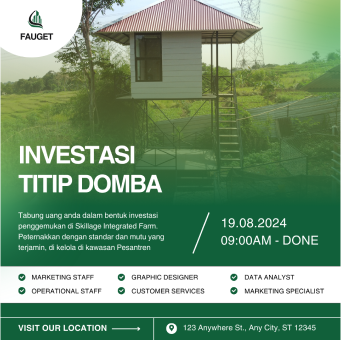 FAUGET
INVESTASI
TITIP DOMBA
Tabung uang anda dalam bentuk investasi
penggemukan di Skillage Integrated Farm.
Peternakkan dengan standar dan mutu yang
terjamin, di kelola di kawasan Pesantren
19.08.2024
09:00AM - DONE
MARKETING STAFF
GRAPHIC DESIGNER
DATA ANALYST
OPERATIONAL STAFF
CUSTOMER SERVICES
MARKETING SPECIALIST
VISIT OUR LOCATION
123 Anywhere St., Any City. ST 12345